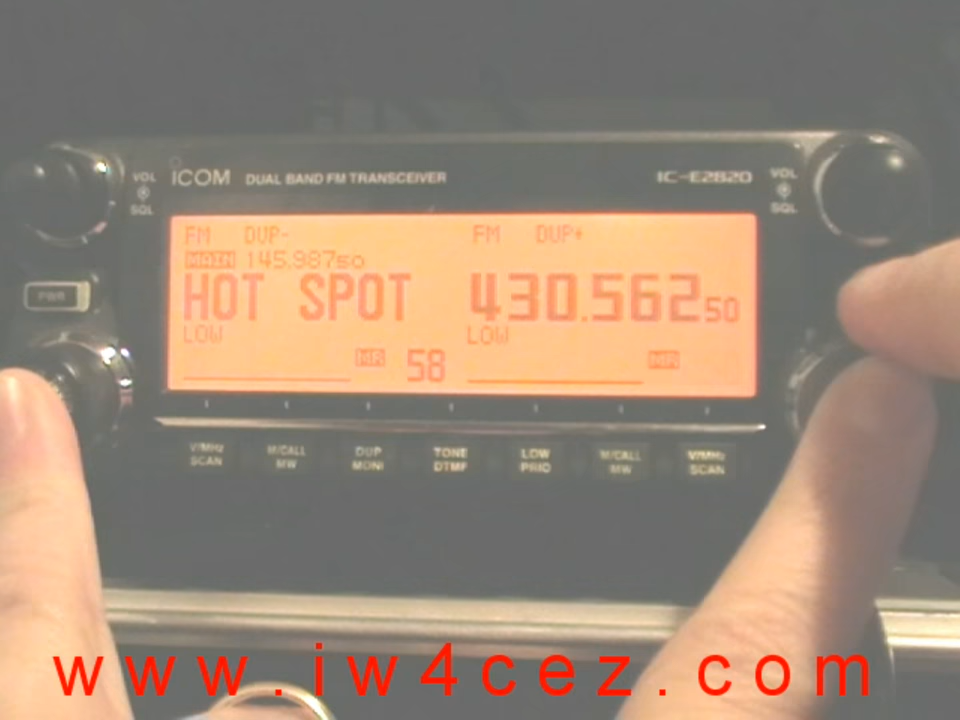 ICOM DUAL BAND FM TRANSCEIVER IC-E2820
VOL SQL
VOL SQL
FM DUP- FM DUP+
MAIN 145.98750
HOT SPOT 430.56250
LOW LOW
MR 58 MR
PWR
V/MHz SCAN
M/CALL MW
DUP MONI
TONE DTMF
LOW PRIO
M/CALL MW
V/MHz SCAN
www.iw4cez.com